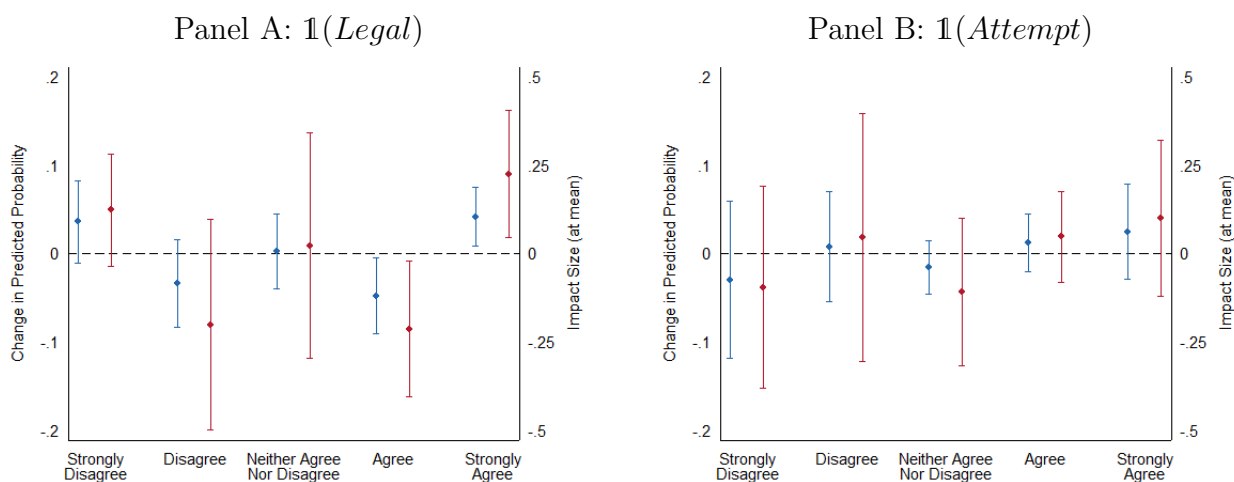 Panel A: 𝟙(Legal)
Change in Predicted Probability
.2
.1
0
-.1
-.2
.5
.25
0
-.25
-.5
Impact Size (at mean)
Strongly
Disagree
Disagree
Neither Agree
Nor Disagree
Agree
Strongly
Agree
Panel B: 𝟙(Attempt)
Change in Predicted Probability
.2
.1
0
-.1
-.2
.5
.25
0
-.25
-.5
Impact Size (at mean)
Strongly
Disagree
Disagree
Neither Agree
Nor Disagree
Agree
Strongly
Agree